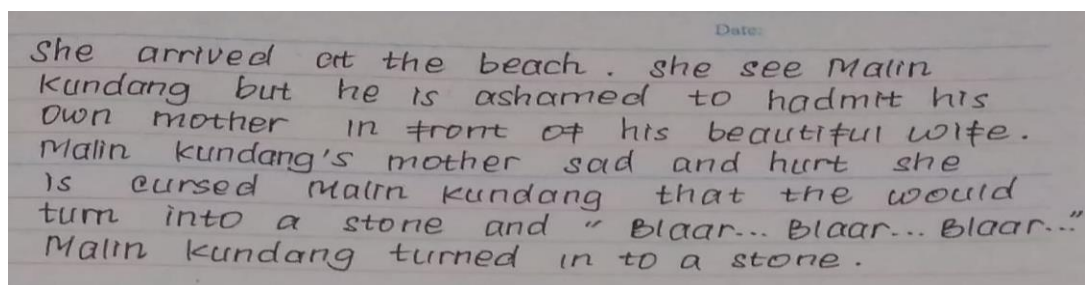 Date:
She arrived at the beach. she see Malin
Kundang but he is ashamed to hadmit his
Own mother in front of his beautiful wife.
Malin kundang's mother sad and hurt she
is cursed Malin kundang that the would
turn into a stone and "Blaar... Blaar... Blaar..."
Malin kundang turned in to a stone.